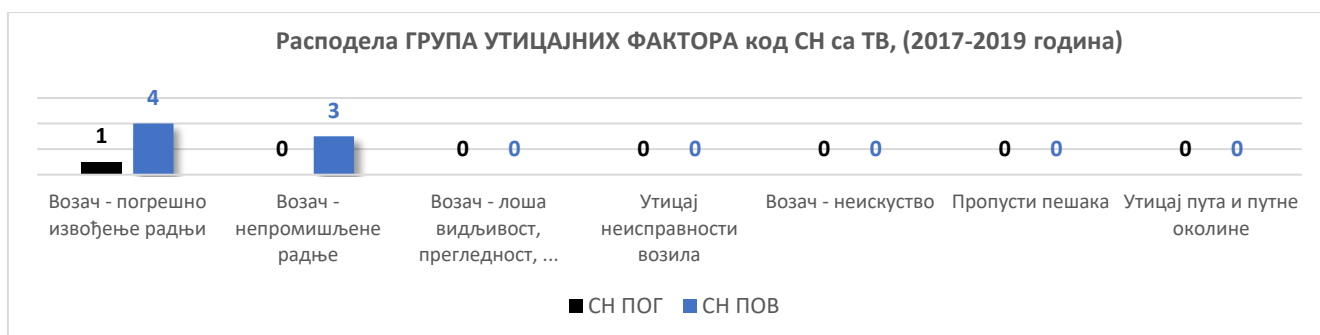 Расподела ГРУПА УТИЦАЈНИХ ФАКТОРА код СН са ТВ, (2017-2019 година)
1
4
0
3
0
0
0
0
0
0
0
0
0
0
Возач - погрешно
извођење радњи
Возач -
непромишљене
радње
Возач - лоша
видљивост,
прегледност, ...
Утицај
неисправности
возила
Возач - неискуство
Пропусти пешака
Утицај пута и путне
околине
СН ПОГ
СН ПОВ